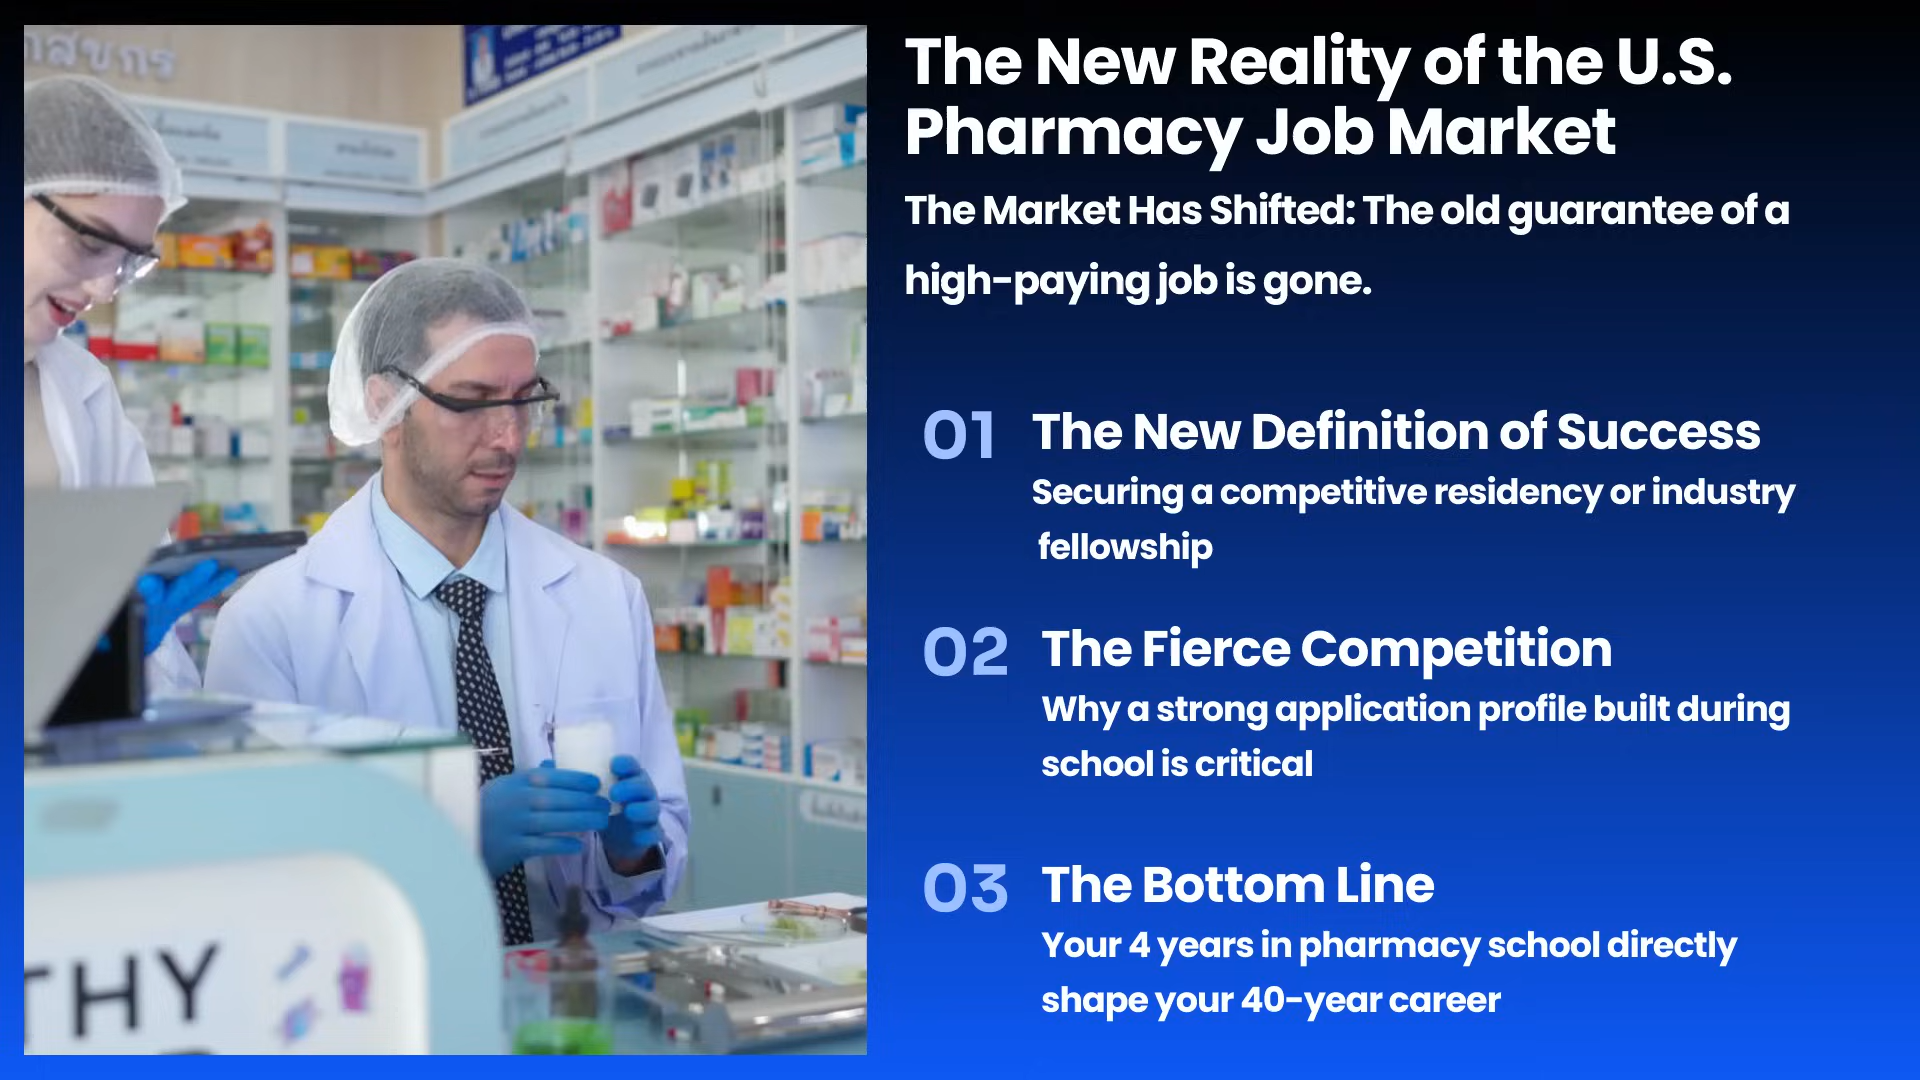 The New Reality of the U.S.
Pharmacy Job Market
The Market Has Shifted: The old guarantee of a
high-paying job is gone.
01
The New Definition of Success
Securing a competitive residency or industry
fellowship
02
The Fierce Competition
Why a strong application profile built during
school is critical
03
The Bottom Line
Your 4 years in pharmacy school directly
shape your 40-year career
THY